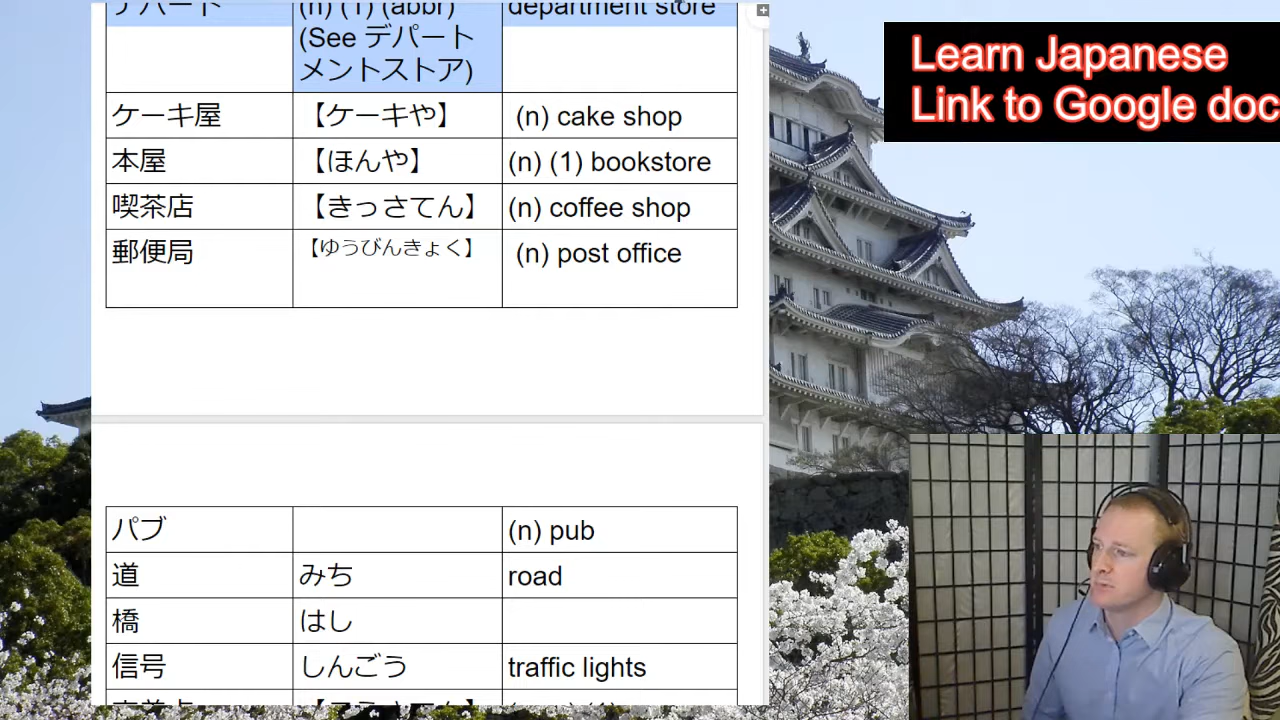 デパート (n) (1) (abbr) department store
(See デパート
メントストア)
ケーキ屋 【ケーキや】 (n) cake shop
本屋 【ほんや】 (n) (1) bookstore
喫茶店 【きっさてん】 (n) coffee shop
郵便局 【ゆうびんきょく】 (n) post office
パブ (n) pub
道 みち road
橋 はし
信号 しんごう traffic lights
Learn Japanese
Link to Google doc